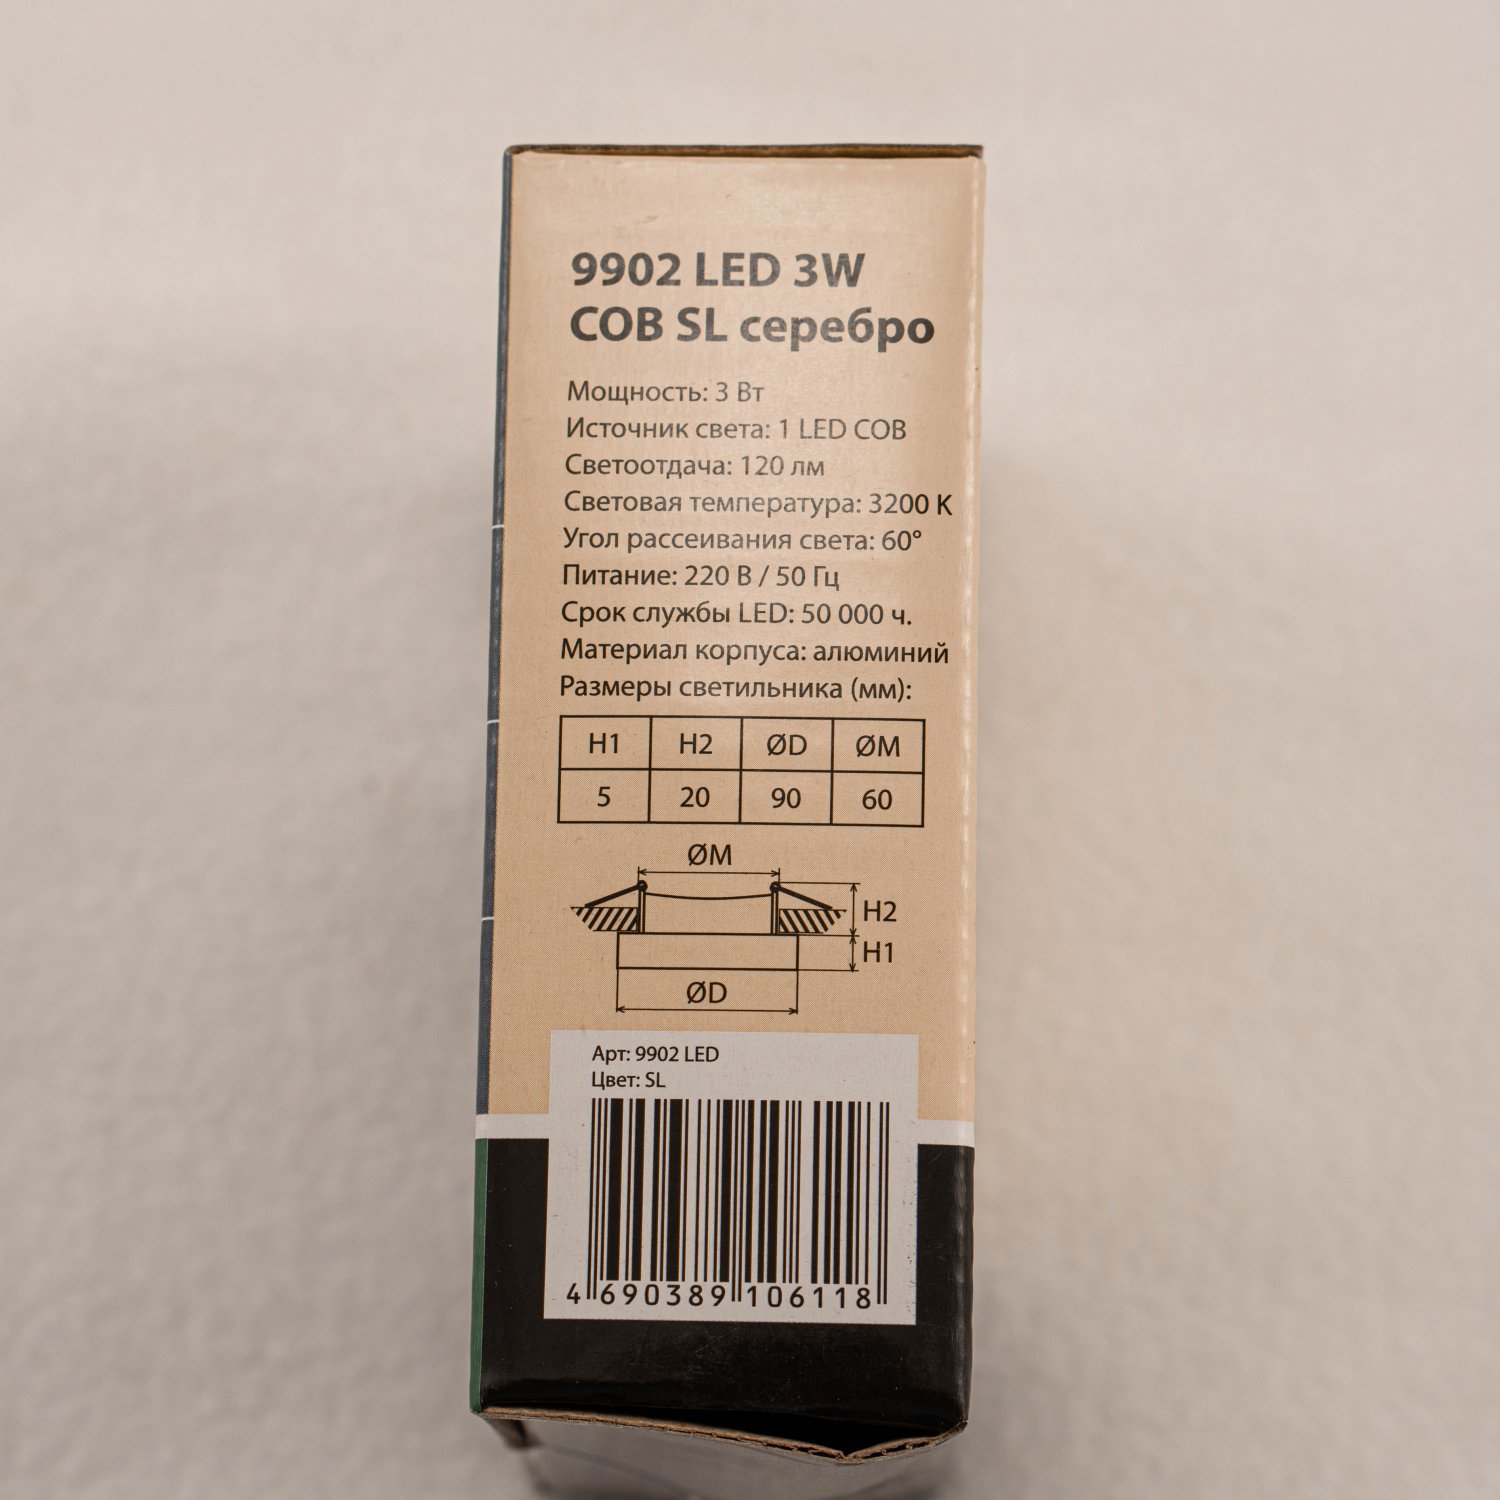 9902 LED 3W
COB SL серебро
Мощность: 3 Вт
Источник света: 1 LED COB
Светоотдача: 120 лм
Световая температура: 3200 K
Угол рассеивания света: 60°
Питание: 220 В / 50 Гц
Срок службы LED: 50 000 ч.
Материал корпуса: алюминий
Размеры светильника (мм):
H1 H2 ØD ØM
5 20 90 60
ØM
H2
H1
ØD
Арт: 9902 LED
Цвет: SL
4 690389 106118